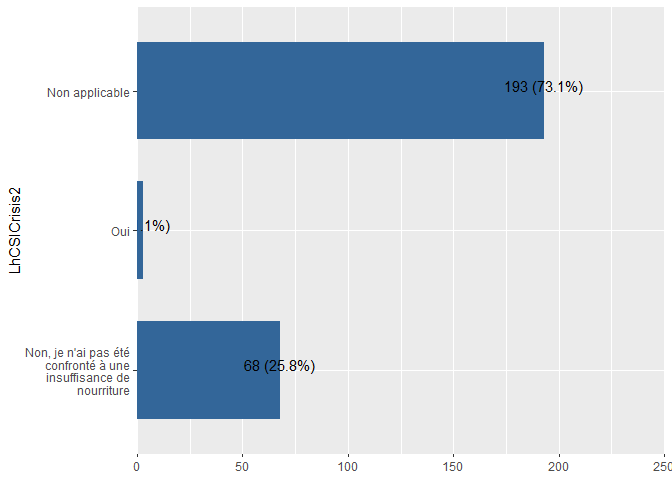 LhCSICrisis2
Non applicable
193 (73.1%)
Oui
1%)
Non, je n'ai pas été
confronté à une
insuffisance de
nourriture
68 (25.8%)
0
50
100
150
200
250